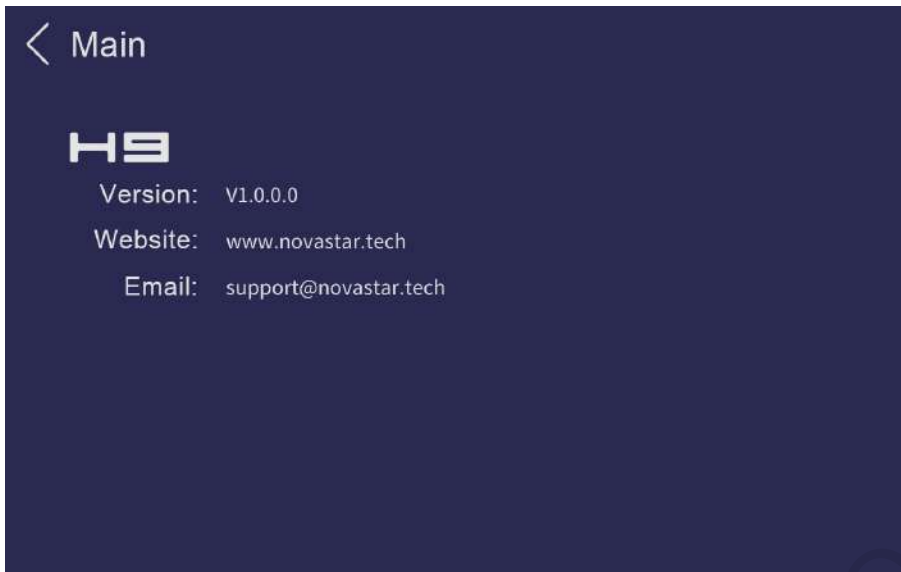 Main
H9
Version: V1.0.0.0
Website: www.novastar.tech
Email: support@novastar.tech